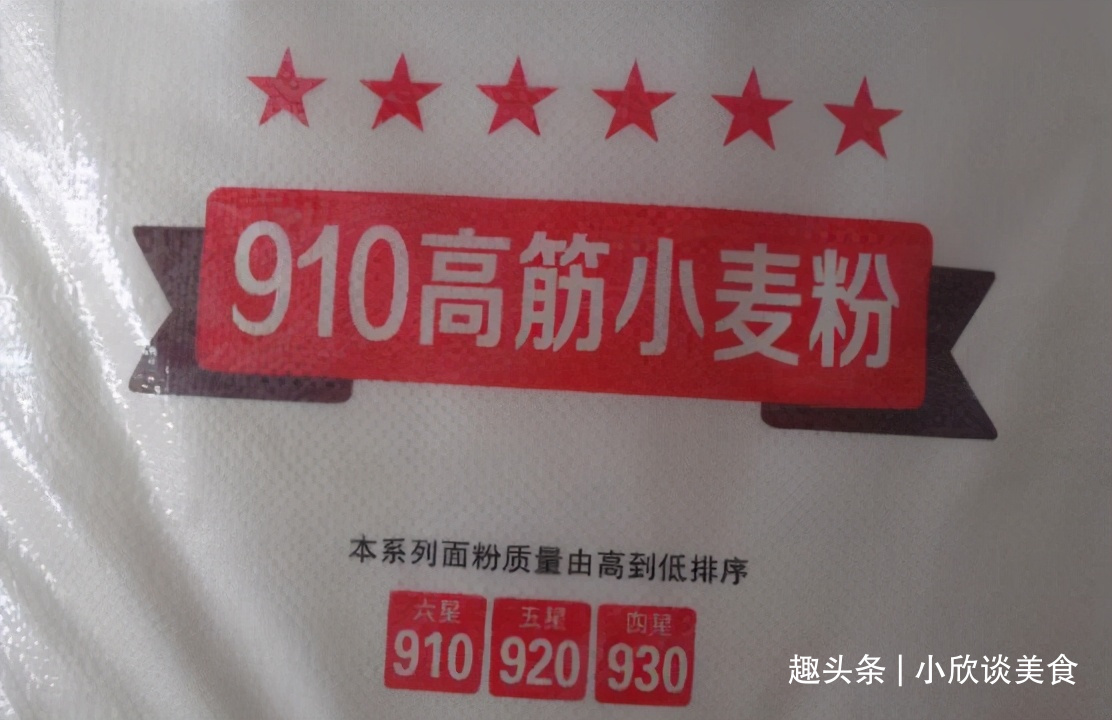 910高筋小麦粉
本系列面粉质量由高到低排序
六星 五星 四星
910 920 930
趣头条 | 小欣谈美食